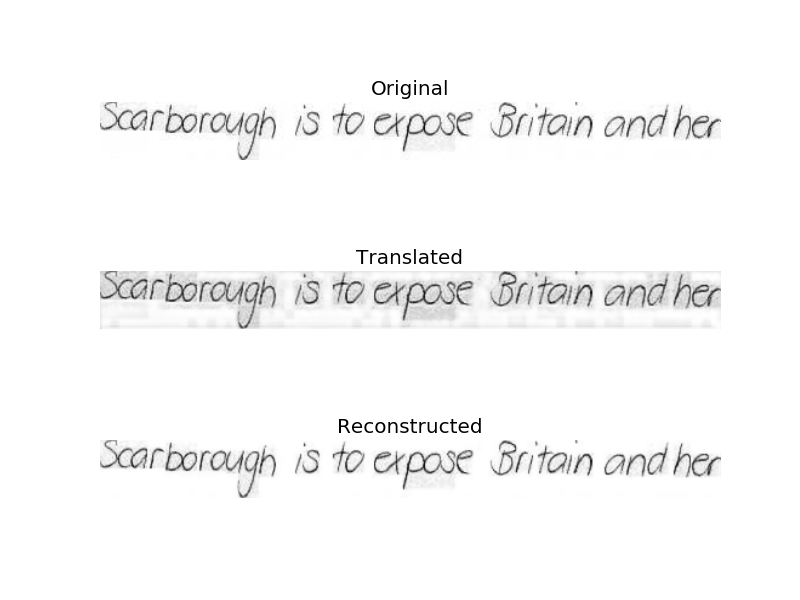 Original
Scarborough is to expose Britain and her
Translated
Scarborough is to expose Britain and her
Reconstructed
Scarborough is to expose Britain and her